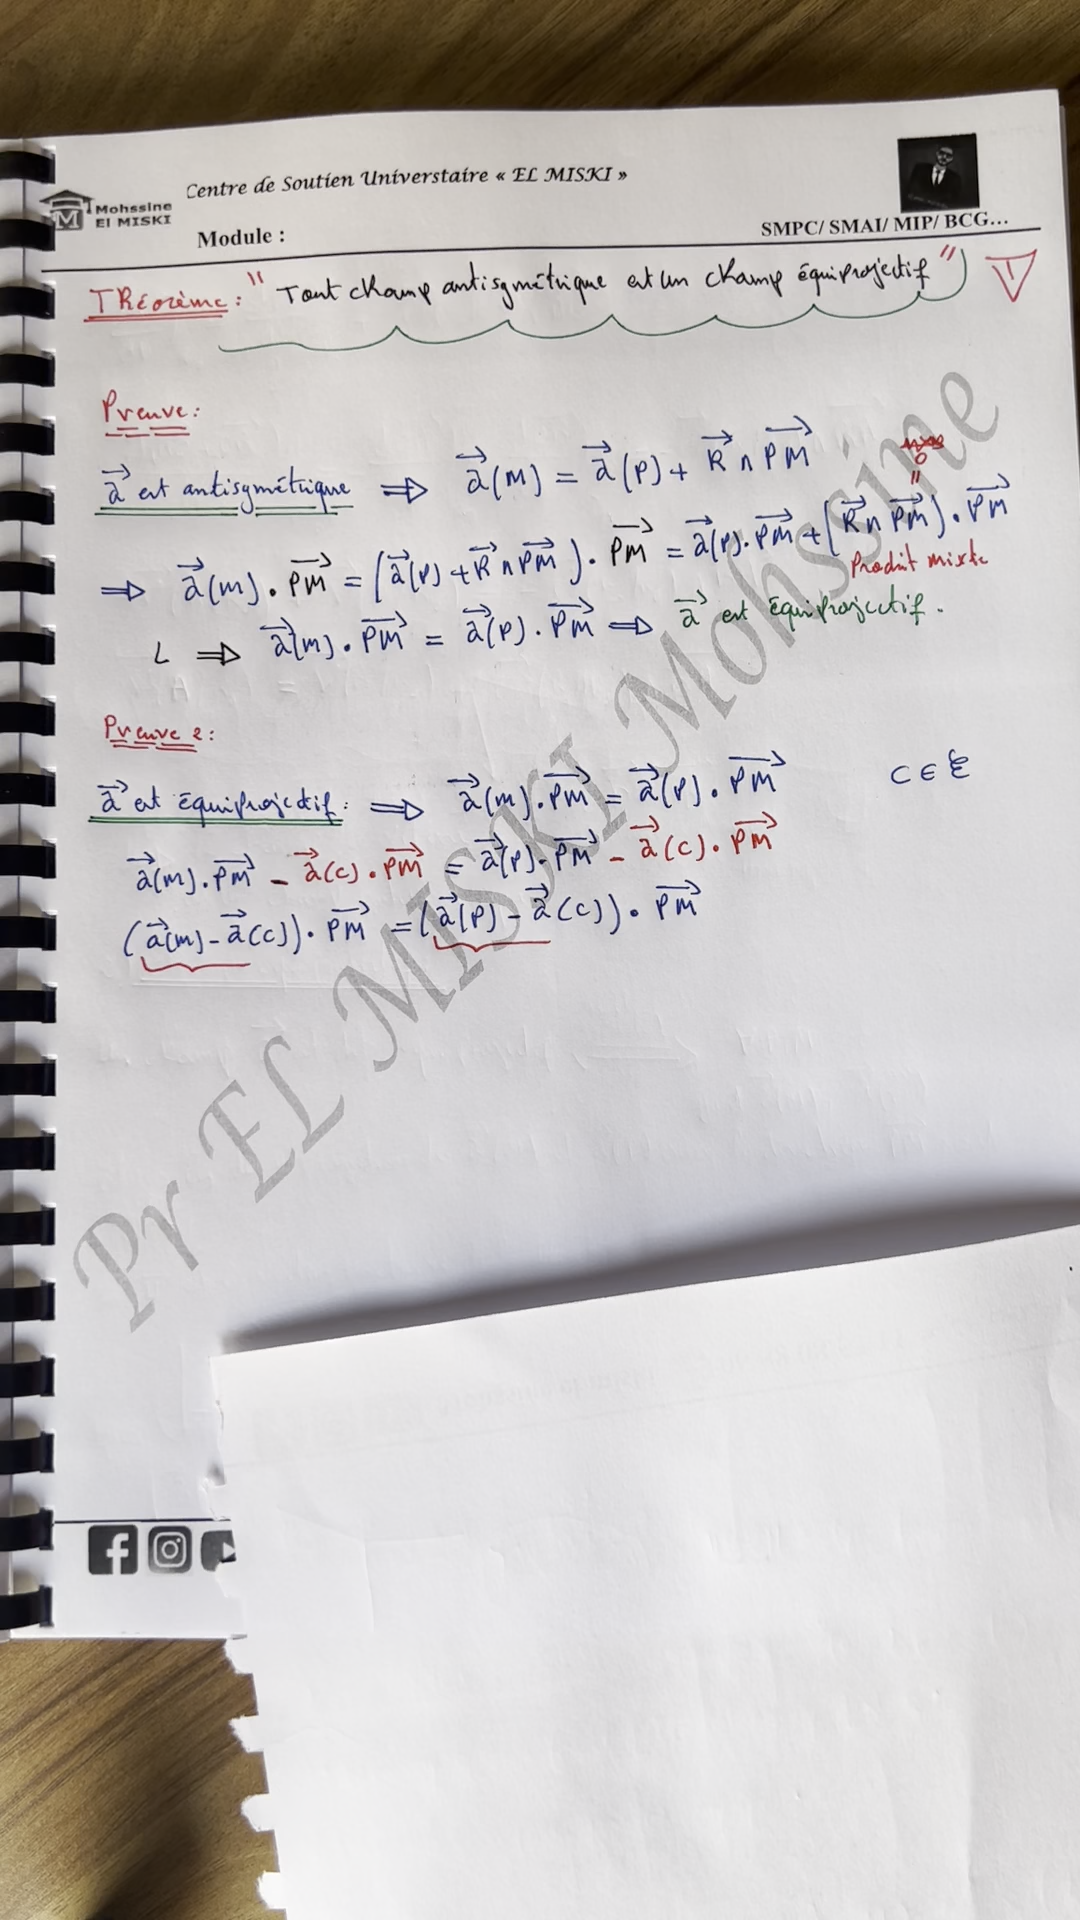 Centre de Soutien Universtaire « EL MISKI »
Mohssine
El MISKI
Module :
SMPC/ SMAI/ MIP/ BCG...
Théorème: " Tout champ antisymétrique est un champ équiprojectif "
Preuve:
a⃗ est antisymétrique ⟹ a⃗(M) = a⃗(P) + R⃗ ∧ PM⃗
0
"
⟹ a⃗(M) . PM⃗ = (a⃗(P) + R⃗ ∧ PM⃗) . PM⃗ = a⃗(P) . PM⃗ + (R⃗ ∧ PM⃗) . PM⃗
Produit mixte
⟹ a⃗(M) . PM⃗ = a⃗(P) . PM⃗ ⟹ a⃗ est équiprojectif.
Preuve 2:
a⃗ est équiprojectif: ⟹ a⃗(M) . PM⃗ = a⃗(P) . PM⃗ C ∈ ℰ
a⃗(M) . PM⃗ - a⃗(C) . PM⃗ = a⃗(P) . PM⃗ - a⃗(C) . PM⃗
(a⃗(M) - a⃗(C)) . PM⃗ = (a⃗(P) - a⃗(C)) . PM⃗
Pr EL MISKI Mohssine